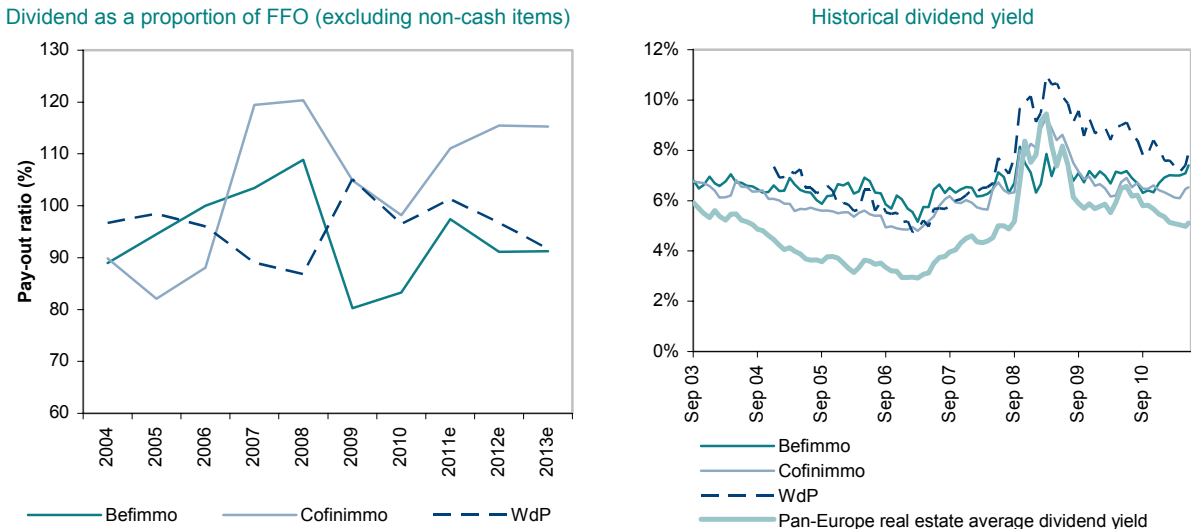 Dividend as a proportion of FFO (excluding non-cash items)
Pay-out ratio (%)
130
120
110
100
90
80
70
60
2004
2005
2006
2007
2008
2009
2010
2011e
2012e
2013e
Befimmo
Cofinimmo
WdP
Historical dividend yield
12%
10%
8%
6%
4%
2%
0%
Sep 03
Sep 04
Sep 05
Sep 06
Sep 07
Sep 08
Sep 09
Sep 10
Befimmo
Cofinimmo
WdP
Pan-Europe real estate average dividend yield